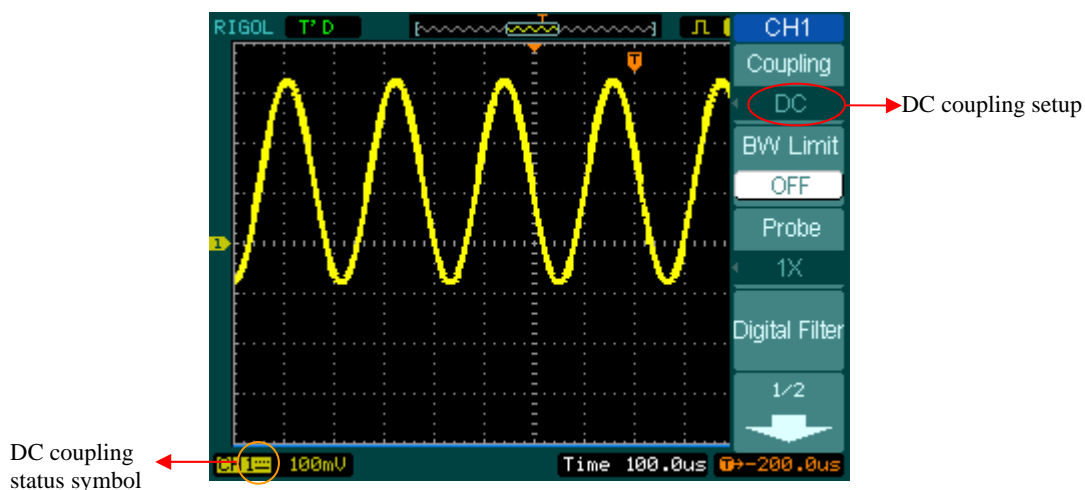 RIGOL T'D T CH1
Coupling
T
DC
DC coupling setup
BW Limit
OFF
Probe
1
1X
Digital Filter
1/2
DC coupling
status symbol
CH1 100mV Time 100.0us T→-200.0us